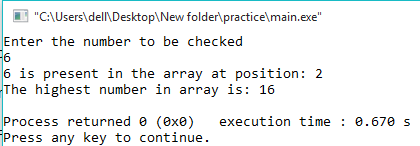 "C:\Users\dell\Desktop\New folder\practice\main.exe"
Enter the number to be checked
6
6 is present in the array at position: 2
The highest number in array is: 16
Process returned 0 (0x0)   execution time : 0.670 s
Press any key to continue.